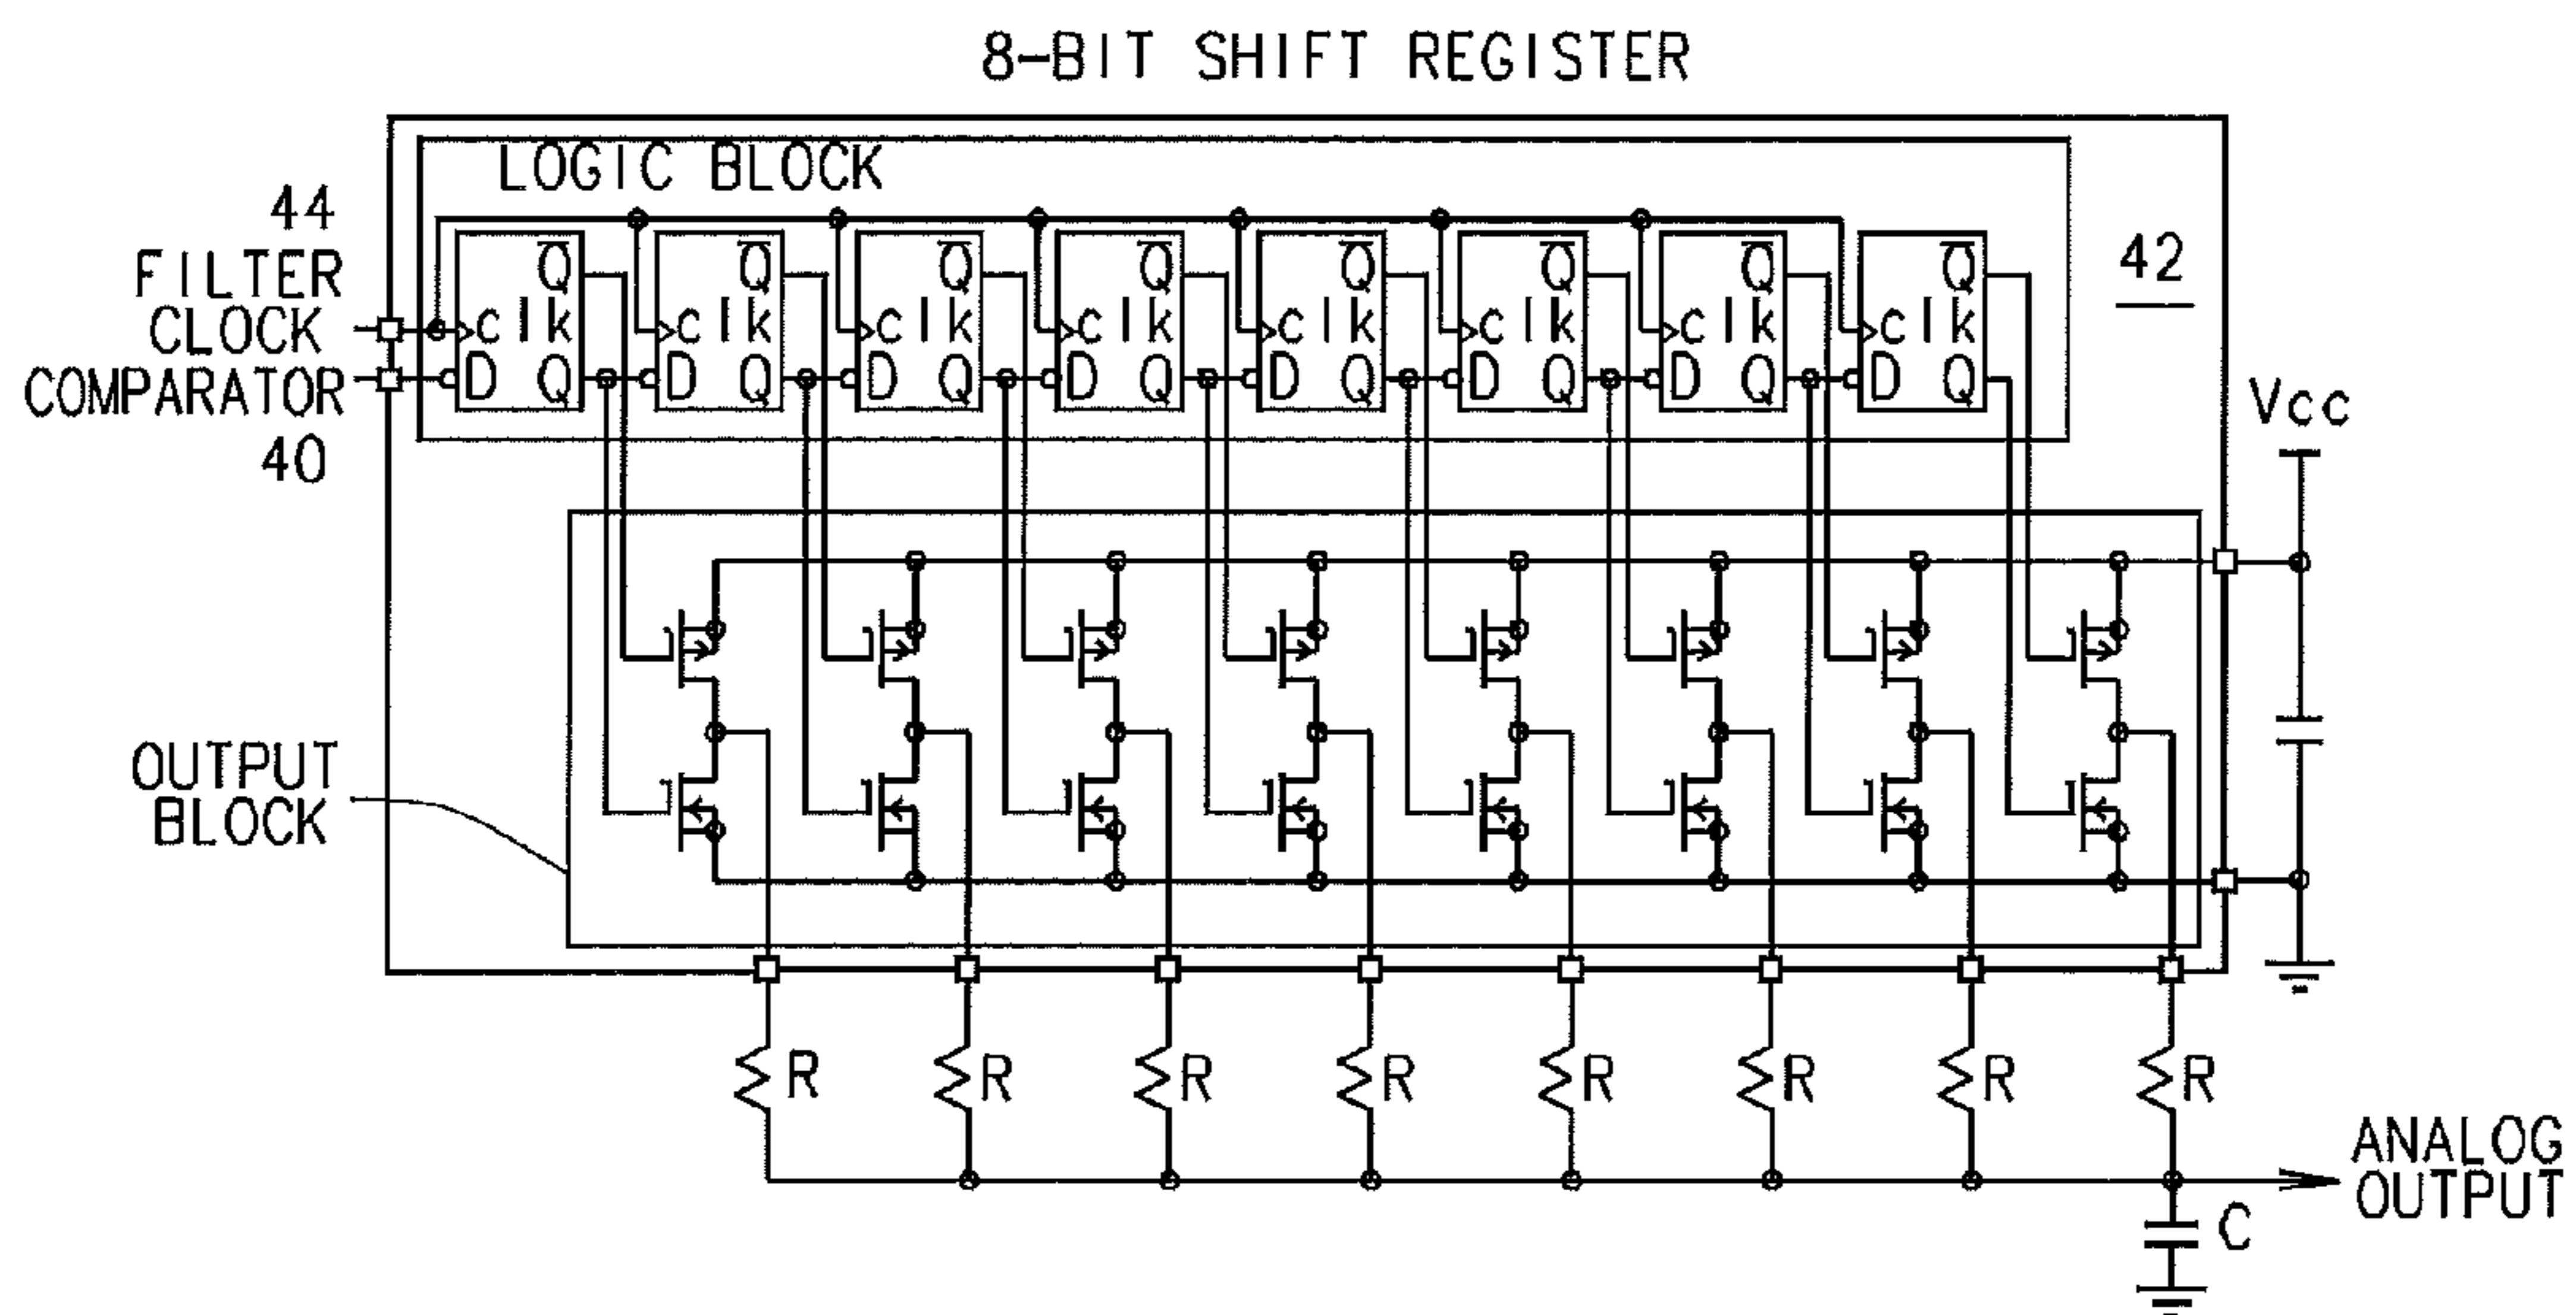 8-BIT SHIFT REGISTER
LOGIC BLOCK
44
FILTER
CLOCK
COMPARATOR
40
Q̅ Q̅ Q̅ Q̅ Q̅ Q̅ Q̅ Q̅
clk clk clk clk clk clk clk clk
D Q D Q D Q D Q D Q D Q D Q D Q
42
Vcc
OUTPUT
BLOCK
R R R R R R R R
ANALOG
OUTPUT
C